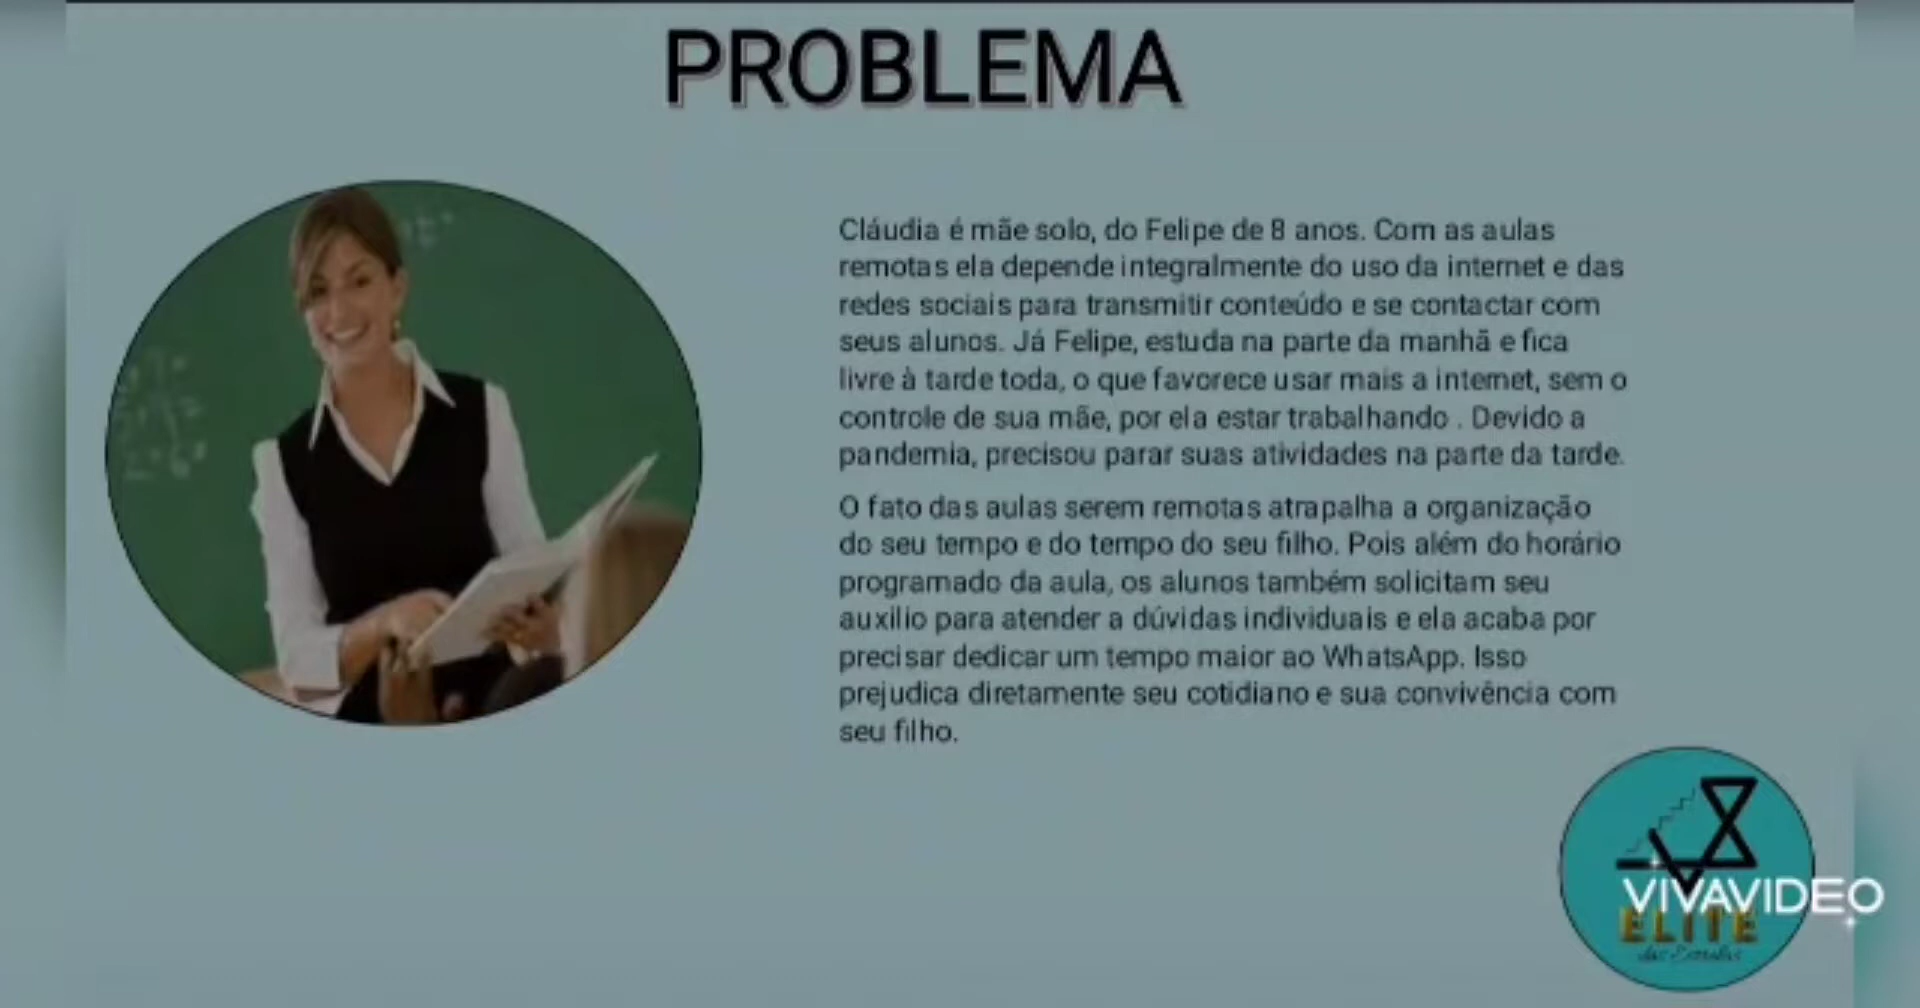 PROBLEMA
Cláudia é mãe solo, do Felipe de 8 anos. Com as aulas
remotas ela depende integralmente do uso da internet e das
redes sociais para transmitir conteúdo e se contactar com
seus alunos. Já Felipe, estuda na parte da manhã e fica
livre à tarde toda, o que favorece usar mais a internet, sem o
controle de sua mãe, por ela estar trabalhando . Devido a
pandemia, precisou parar suas atividades na parte da tarde.
O fato das aulas serem remotas atrapalha a organização
do seu tempo e do tempo do seu filho. Pois além do horário
programado da aula, os alunos também solicitam seu
auxilio para atender a dúvidas individuais e ela acaba por
precisar dedicar um tempo maior ao WhatsApp. Isso
prejudica diretamente seu cotidiano e sua convivência com
seu filho.
VIVAVIDEO
ELITE